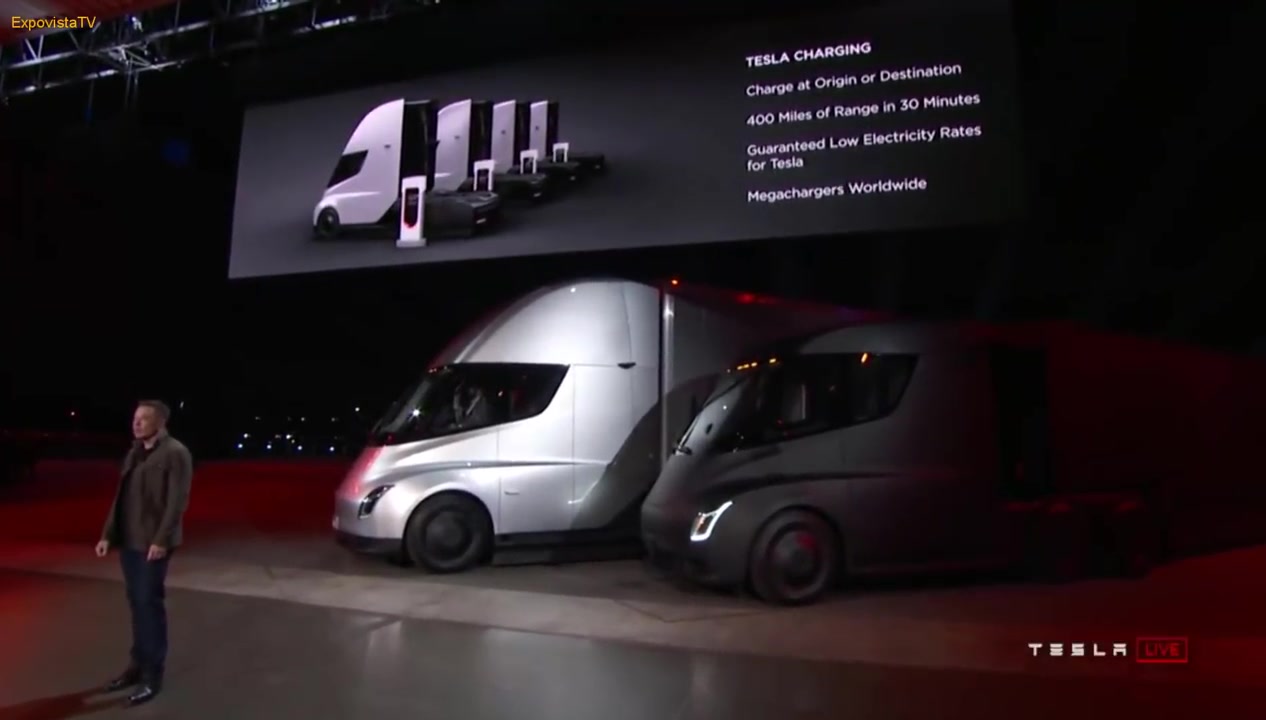 ExpovistaTV
TESLA CHARGING
Charge at Origin or Destination
400 Miles of Range in 30 Minutes
Guaranteed Low Electricity Rates
for Tesla
Megachargers Worldwide
TESLA LIVE